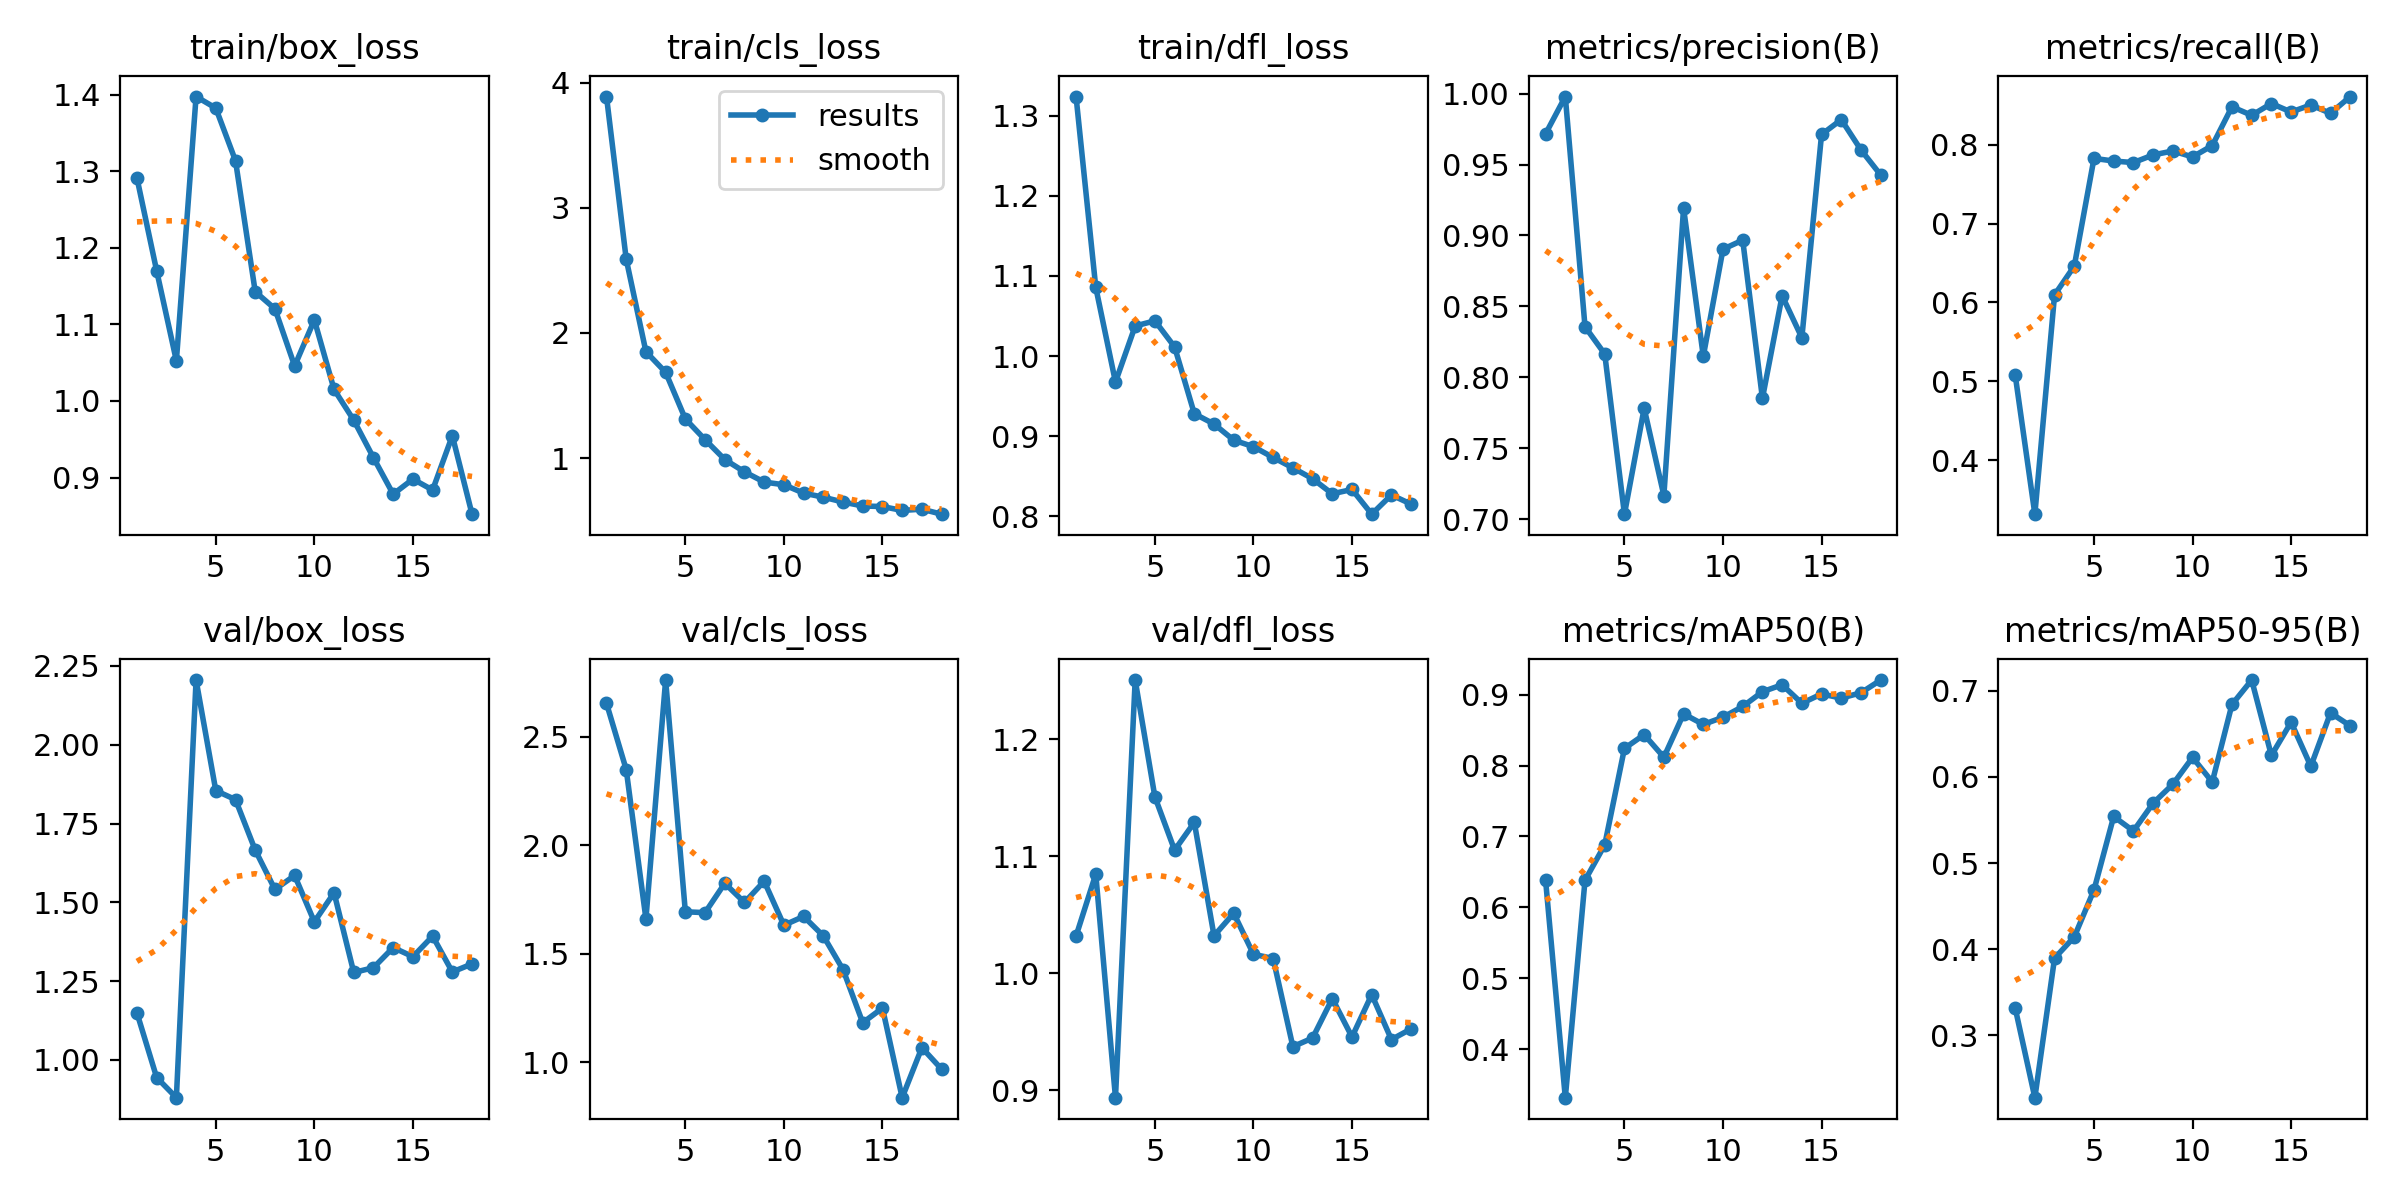 train/box_loss
1.4
1.3
1.2
1.1
1.0
0.9
5 10 15
train/cls_loss
results
smooth
4
3
2
1
5 10 15
train/dfl_loss
1.3
1.2
1.1
1.0
0.9
0.8
5 10 15
metrics/precision(B)
1.00
0.95
0.90
0.85
0.80
0.75
0.70
5 10 15
metrics/recall(B)
0.8
0.7
0.6
0.5
0.4
5 10 15
val/box_loss
2.25
2.00
1.75
1.50
1.25
1.00
5 10 15
val/cls_loss
2.5
2.0
1.5
1.0
5 10 15
val/dfl_loss
1.2
1.1
1.0
0.9
5 10 15
metrics/mAP50(B)
0.9
0.8
0.7
0.6
0.5
0.4
5 10 15
metrics/mAP50-95(B)
0.7
0.6
0.5
0.4
0.3
5 10 15